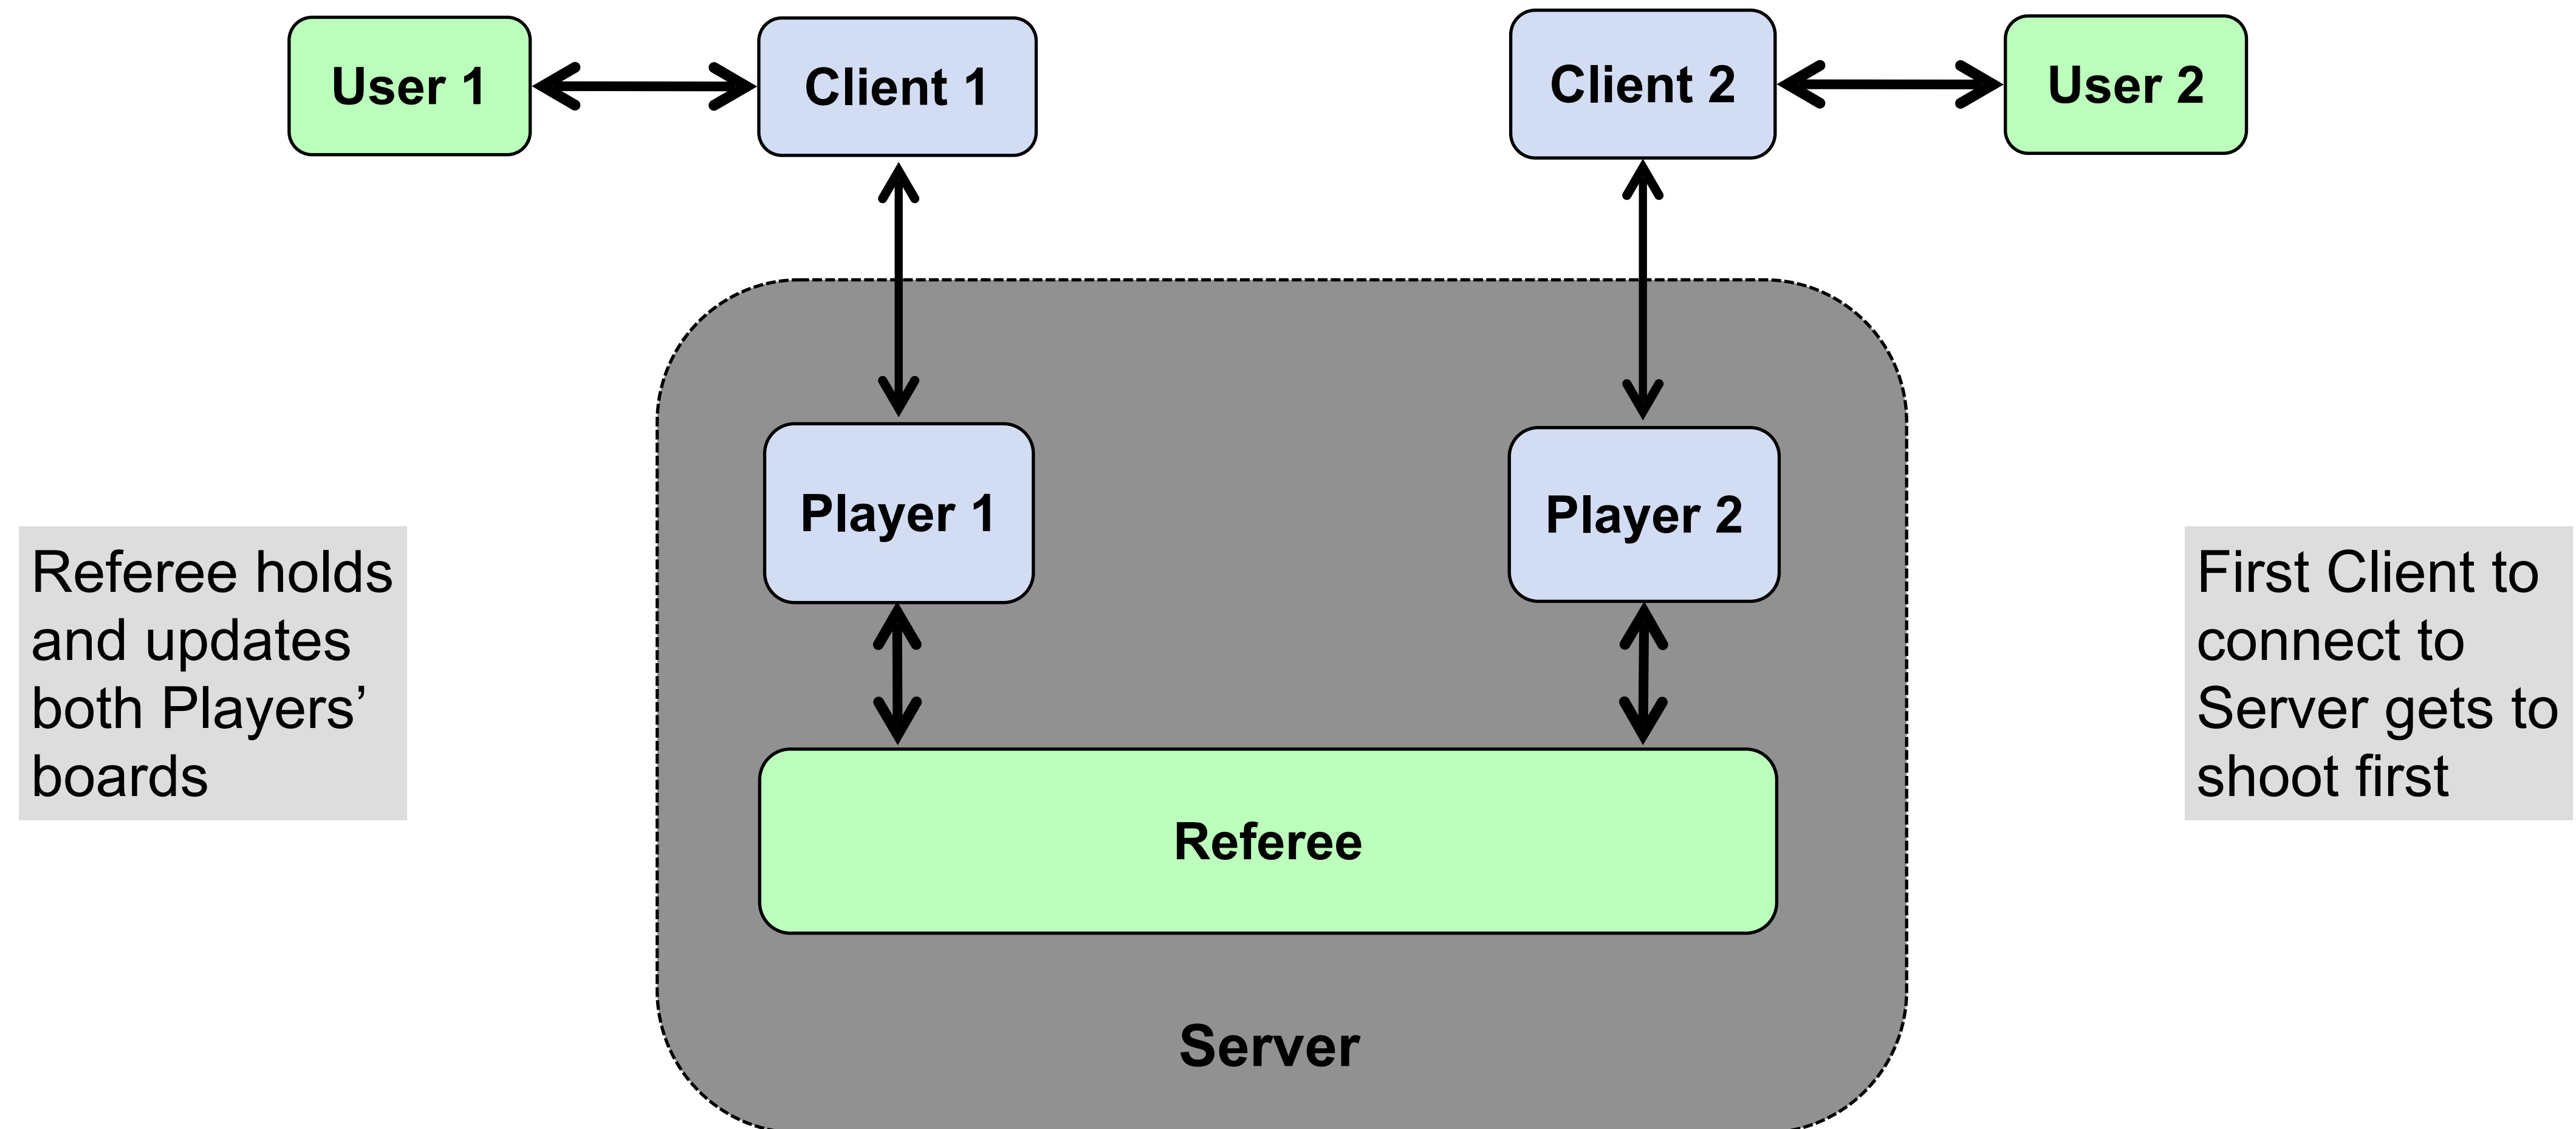 User 1
Client 1
Client 2
User 2
Player 1
Player 2
Referee holds
and updates
both Players’
boards
First Client to
connect to
Server gets to
shoot first
Referee
Server